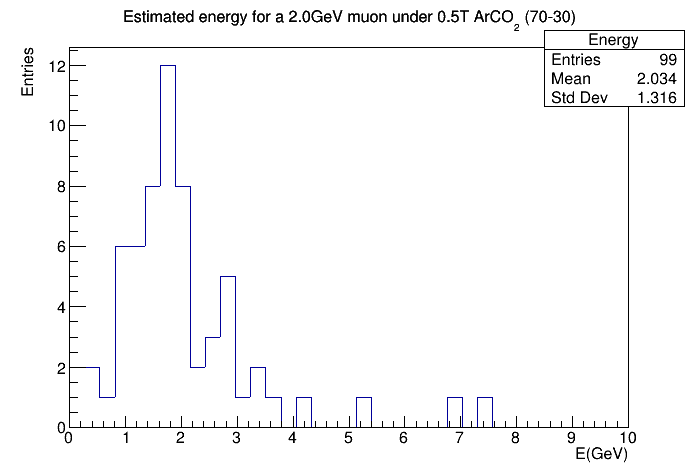 Estimated energy for a 2.0GeV muon under 0.5T ArCO2 (70-30)
Energy
Entries 99
Mean 2.034
Std Dev 1.316
Entries
12
10
8
6
4
2
0
0 1 2 3 4 5 6 7 8 9 10
E(GeV)